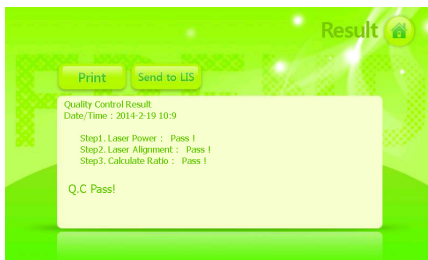 Result
Print
Send to LIS
Quality Control Result
Date/Time : 2014-2-19 10:9
Step1. Laser Power : Pass !
Step2. Laser Alignment : Pass !
Step3. Calculate Ratio : Pass !
Q.C Pass!